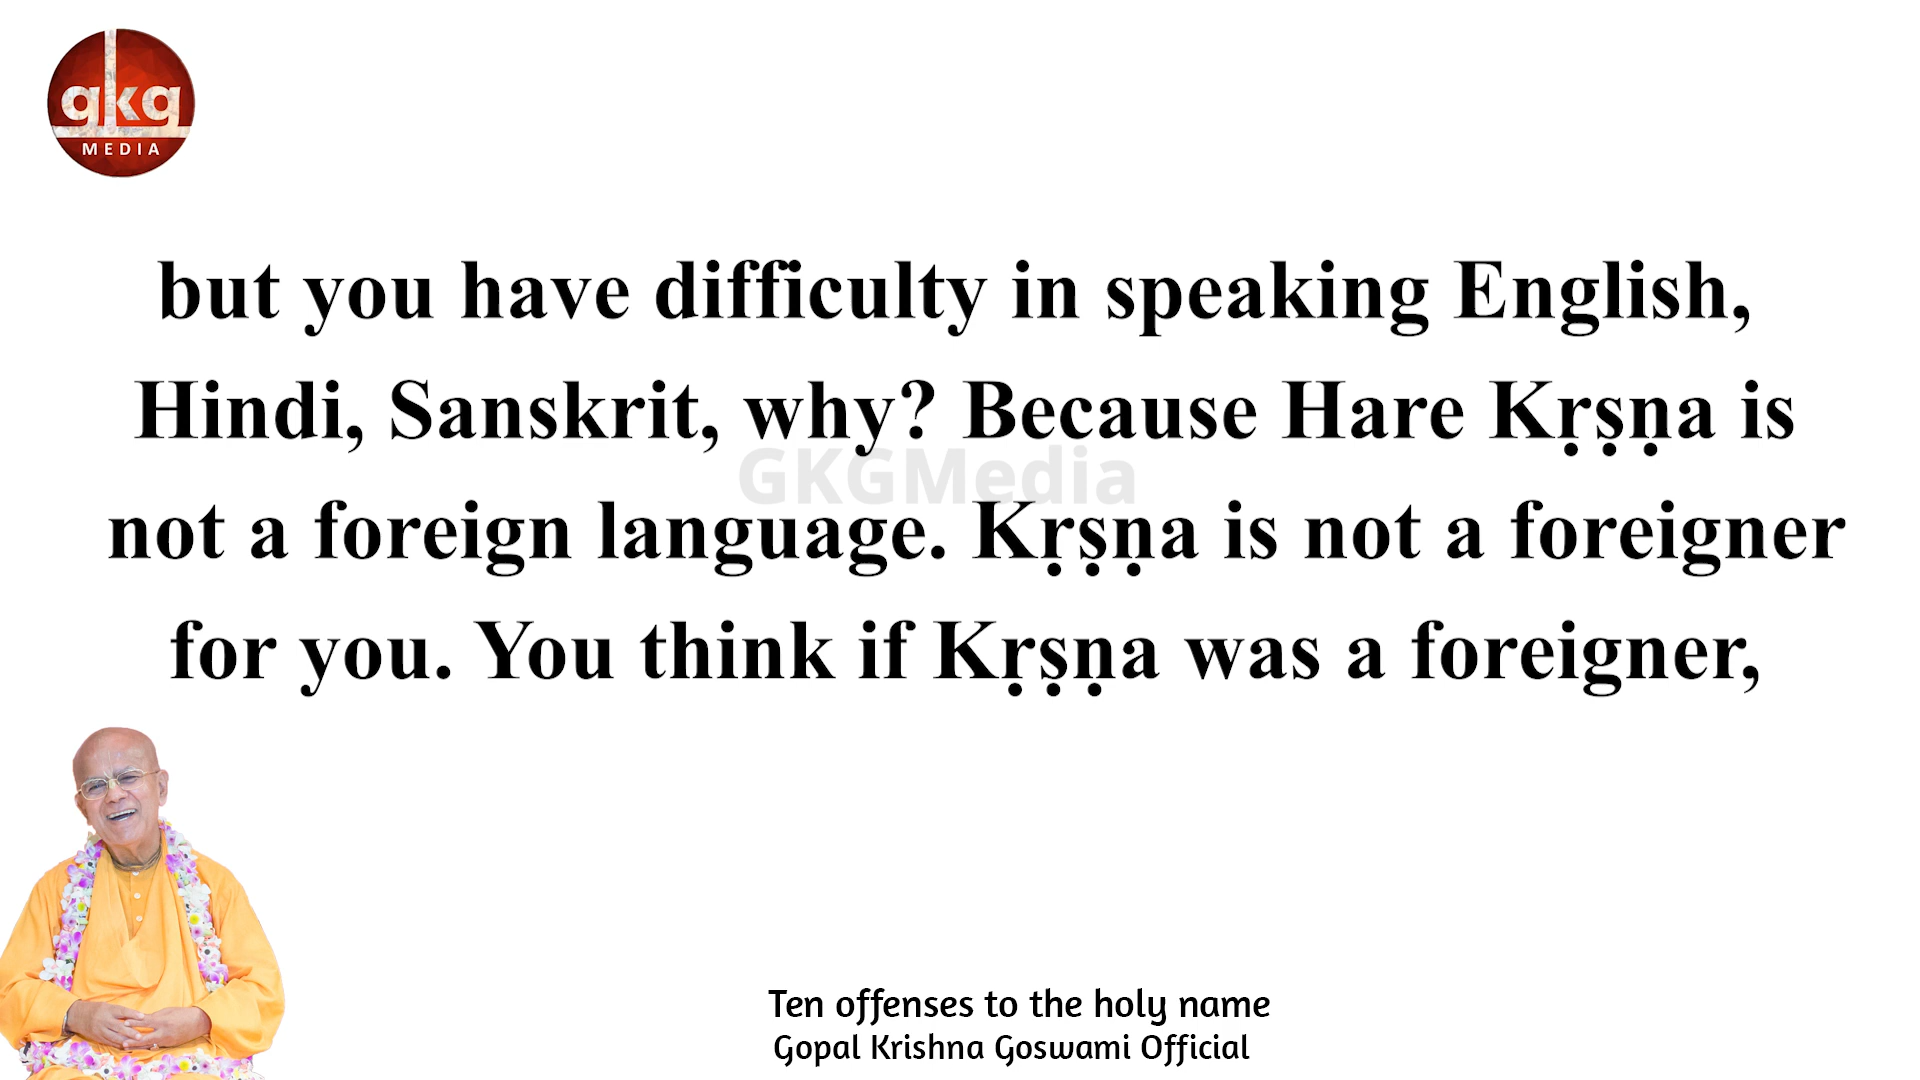 gkg
MEDIA
but you have difficulty in speaking English,
Hindi, Sanskrit, why? Because Hare Kṛṣṇa is
GKGMedia
not a foreign language. Kṛṣṇa is not a foreigner
for you. You think if Kṛṣṇa was a foreigner,
Ten offenses to the holy name
Gopal Krishna Goswami Official